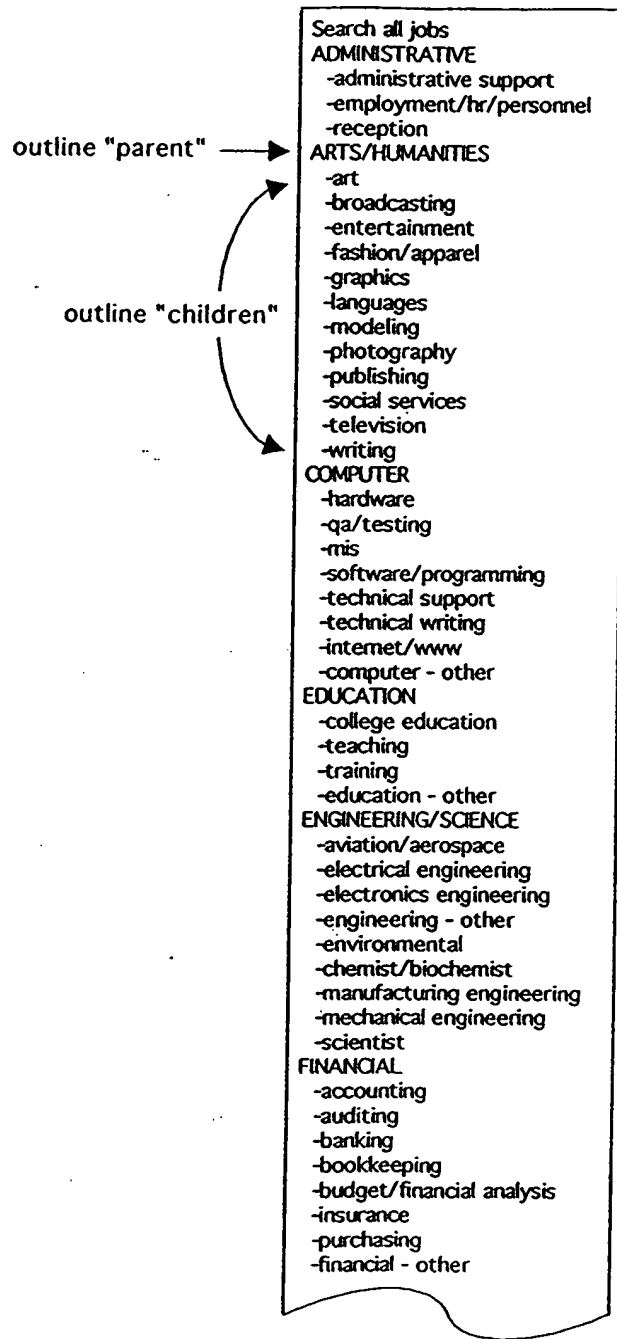 Search all jobs
ADMINISTRATIVE
-administrative support
-employment/hr/personnel
-reception
outline "parent"
ARTS/HUMANITIES
-art
-broadcasting
-entertainment
-fashion/apparel
-graphics
-languages
outline "children"
-modeling
-photography
-publishing
-social services
-television
-writing
COMPUTER
-hardware
-qa/testing
-mis
-software/programming
-technical support
-technical writing
-internet/www
-computer - other
EDUCATION
-college education
-teaching
-training
-education - other
ENGINEERING/SCIENCE
-aviation/aerospace
-electrical engineering
-electronics engineering
-engineering - other
-environmental
-chemist/biochemist
-manufacturing engineering
-mechanical engineering
-scientist
FINANCIAL
-accounting
-auditing
-banking
-bookkeeping
-budget/financial analysis
-insurance
-purchasing
-financial - other